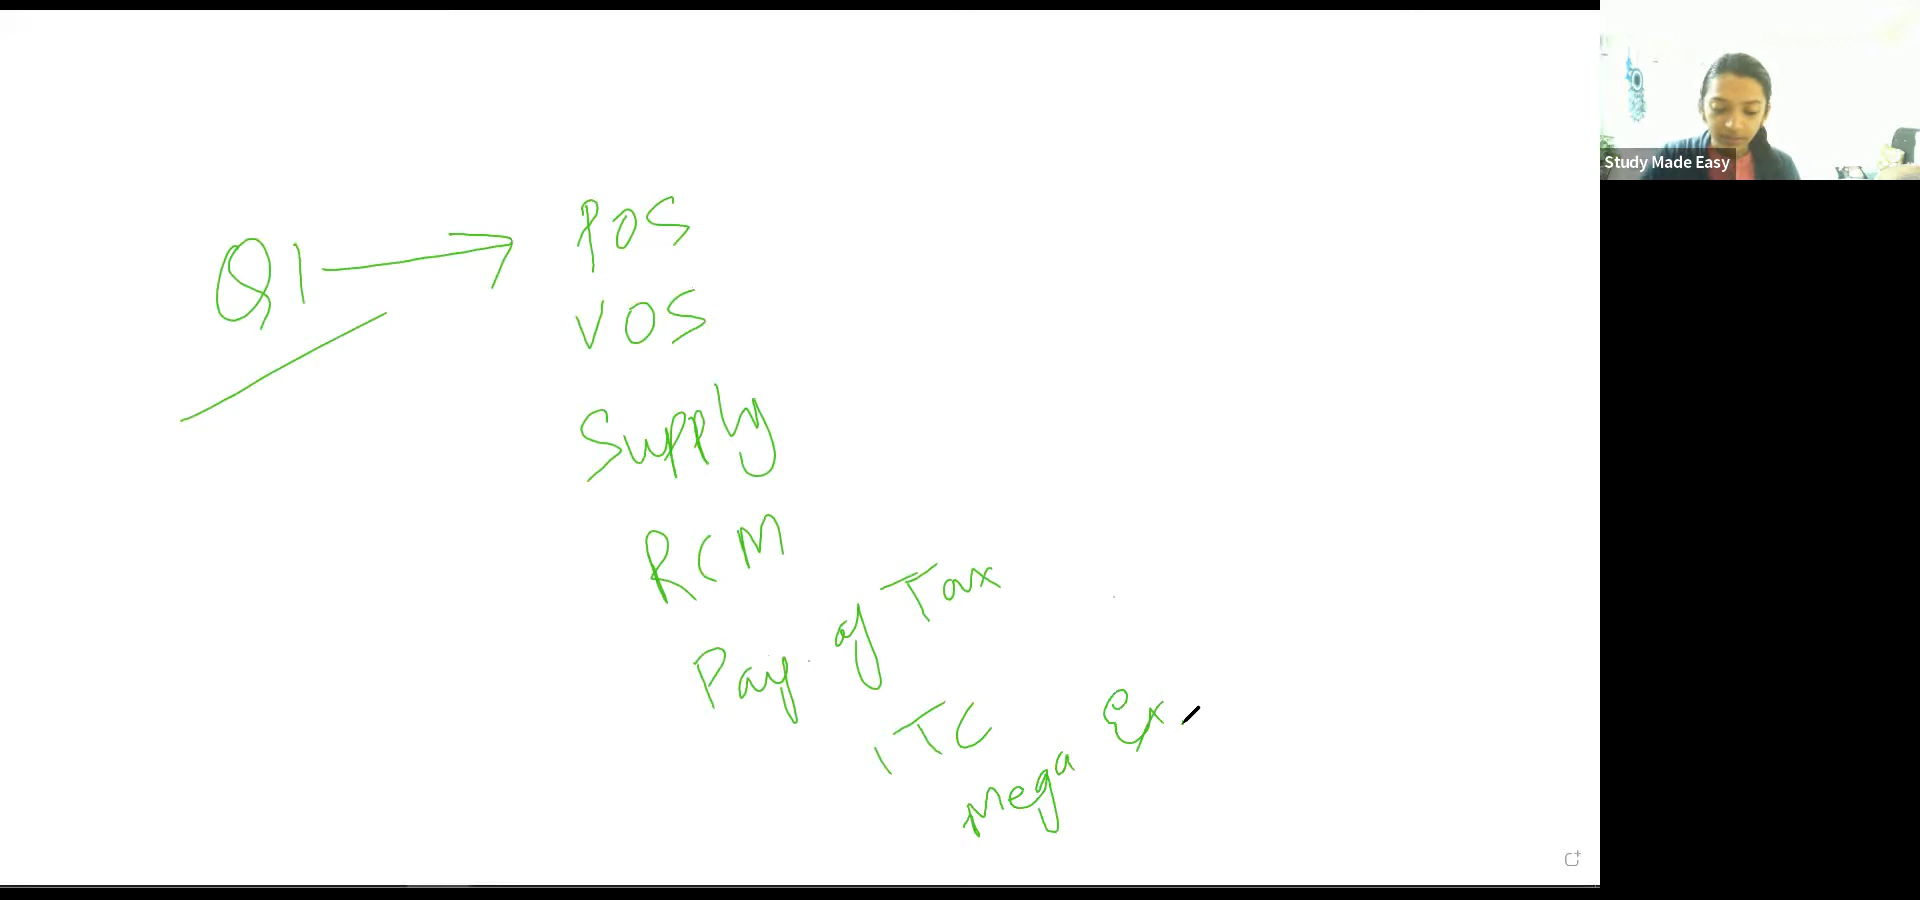 Q1 → POS
VOS
Supply
RCM
Pay. of Tax
ITC
Mega Ex
Study Made Easy